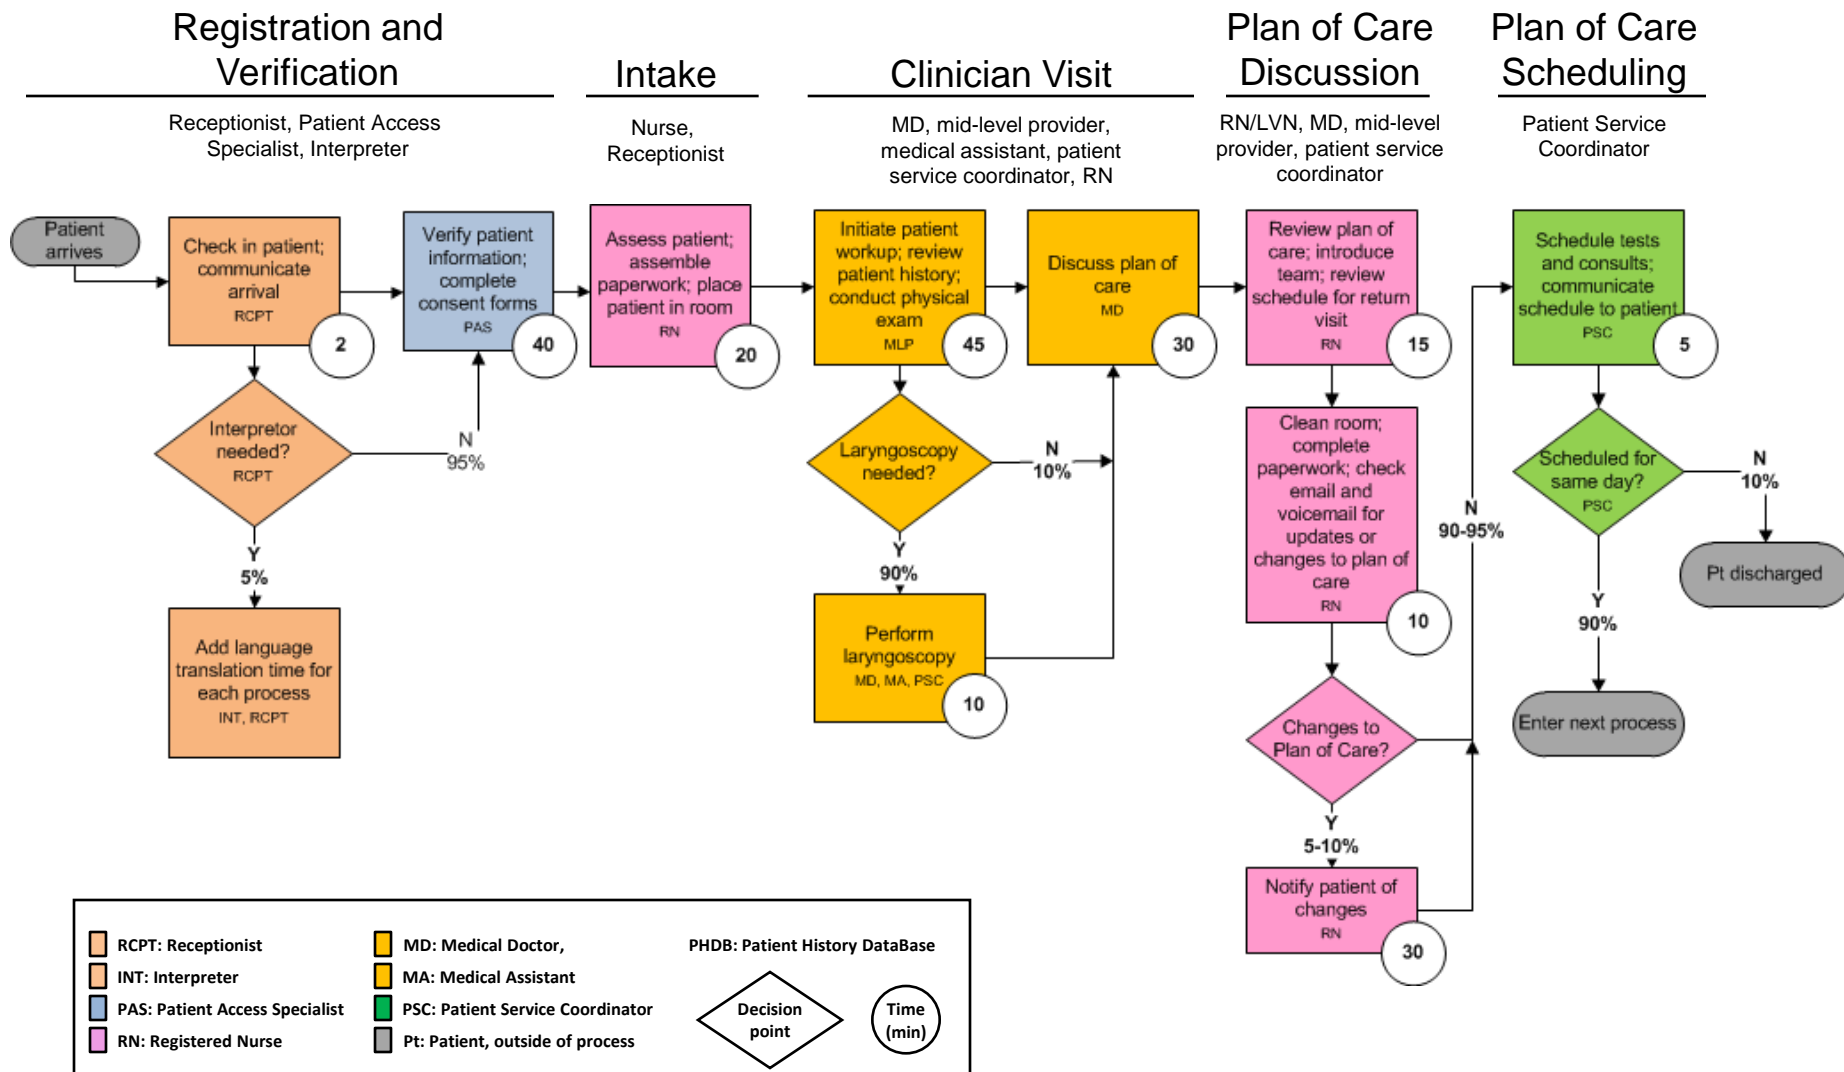 Registration and
Verification
Intake
Clinician Visit
Plan of Care
Discussion
Plan of Care
Scheduling
Receptionist, Patient Access
Specialist, Interpreter
Nurse,
Receptionist
MD, mid-level provider,
medical assistant, patient
service coordinator, RN
RN/LVN, MD, mid-level
provider, patient service
coordinator
Patient Service
Coordinator
Patient
arrives
Check in patient;
communicate
arrival
RCPT
2
Verify patient
information;
complete
consent forms
PAS
40
Assess patient;
assemble
paperwork; place
patient in room
RN
20
Initiate patient
workup; review
patient history;
conduct physical
exam
MLP
45
Discuss plan of
care
MD
30
Review plan of
care; introduce
team; review
schedule for return
visit
RN
15
Schedule tests
and consults;
communicate
schedule to patient
PSC
5
Interpretor
needed?
RCPT
N
95%
Y
5%
Add language
translation time for
each process
INT, RCPT
Laryngoscopy
needed?
N
10%
Y
90%
Perform
laryngoscopy
MD, MA, PSC
10
Clean room;
complete
paperwork; check
email and
voicemail for
updates or
changes to plan of
care
RN
10
Changes to
Plan of Care?
N
90-95%
Y
5-10%
Notify patient of
changes
RN
30
Scheduled for
same day?
PSC
N
10%
Pt discharged
Y
90%
Enter next process
RCPT: Receptionist
INT: Interpreter
PAS: Patient Access Specialist
RN: Registered Nurse
MD: Medical Doctor,
MA: Medical Assistant
PSC: Patient Service Coordinator
Pt: Patient, outside of process
PHDB: Patient History DataBase
Decision
point
Time
(min)